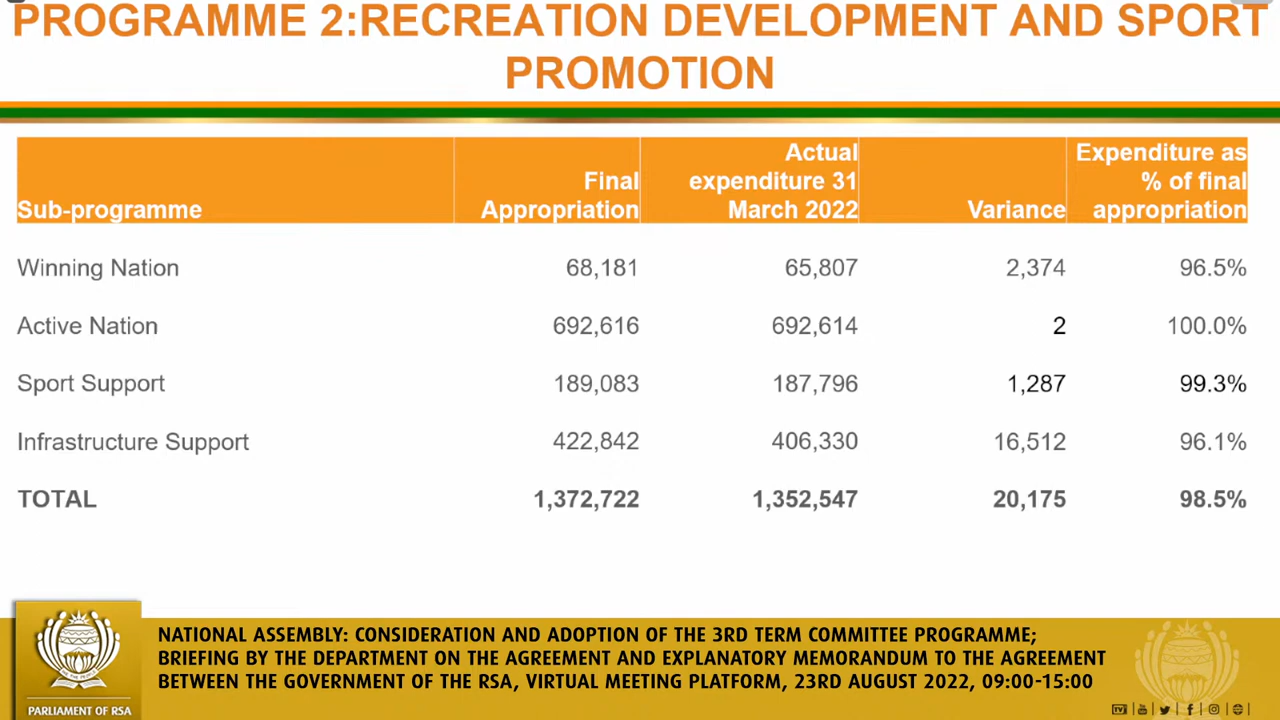 PROGRAMME 2:RECREATION DEVELOPMENT AND SPORT
PROMOTION
Sub-programme Final Appropriation Actual expenditure 31 March 2022 Variance Expenditure as % of final appropriation
Winning Nation 68,181 65,807 2,374 96.5%
Active Nation 692,616 692,614 2 100.0%
Sport Support 189,083 187,796 1,287 99.3%
Infrastructure Support 422,842 406,330 16,512 96.1%
TOTAL 1,372,722 1,352,547 20,175 98.5%
NATIONAL ASSEMBLY: CONSIDERATION AND ADOPTION OF THE 3RD TERM COMMITTEE PROGRAMME;
BRIEFING BY THE DEPARTMENT ON THE AGREEMENT AND EXPLANATORY MEMORANDUM TO THE AGREEMENT
BETWEEN THE GOVERNMENT OF THE RSA, VIRTUAL MEETING PLATFORM, 23RD AUGUST 2022, 09:00-15:00
PARLIAMENT OF RSA